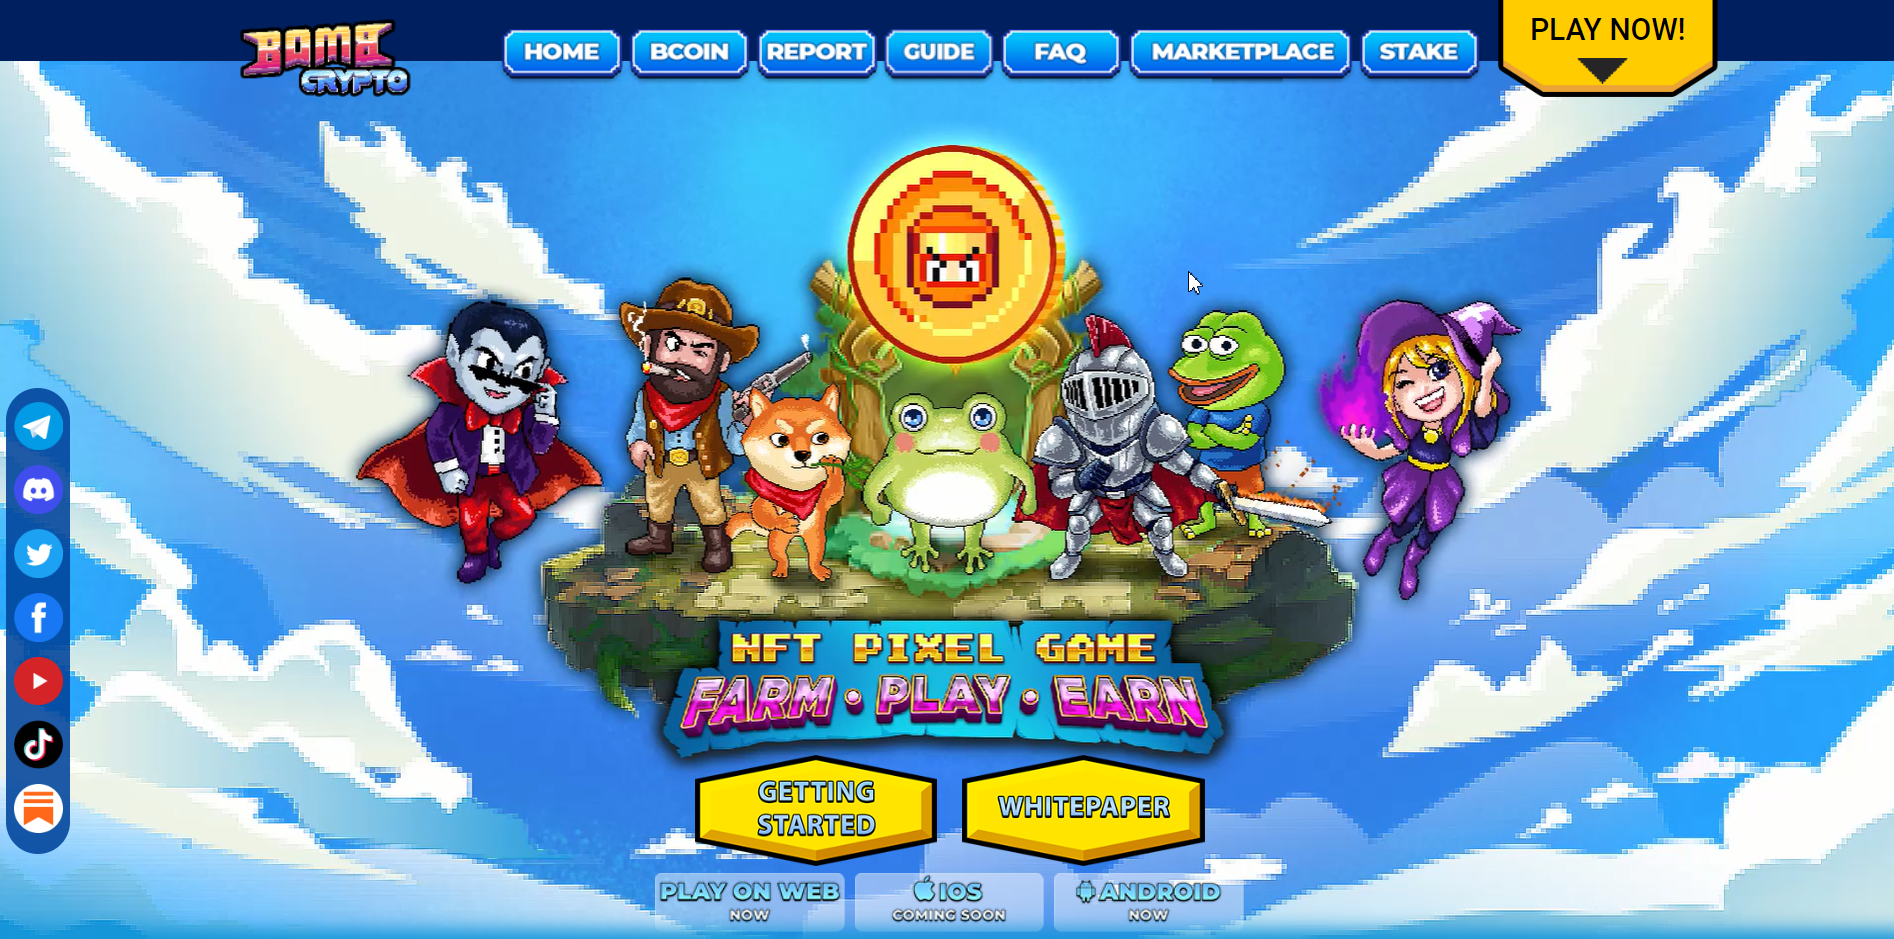 BOMB
CRYPTO
HOME
BCOIN
REPORT
GUIDE
FAQ
MARKETPLACE
STAKE
PLAY NOW!
NFT PIXEL GAME
FARM • PLAY • EARN
GETTING
STARTED
WHITEPAPER
PLAY ON WEB
NOW
IOS
COMING SOON
ANDROID
NOW